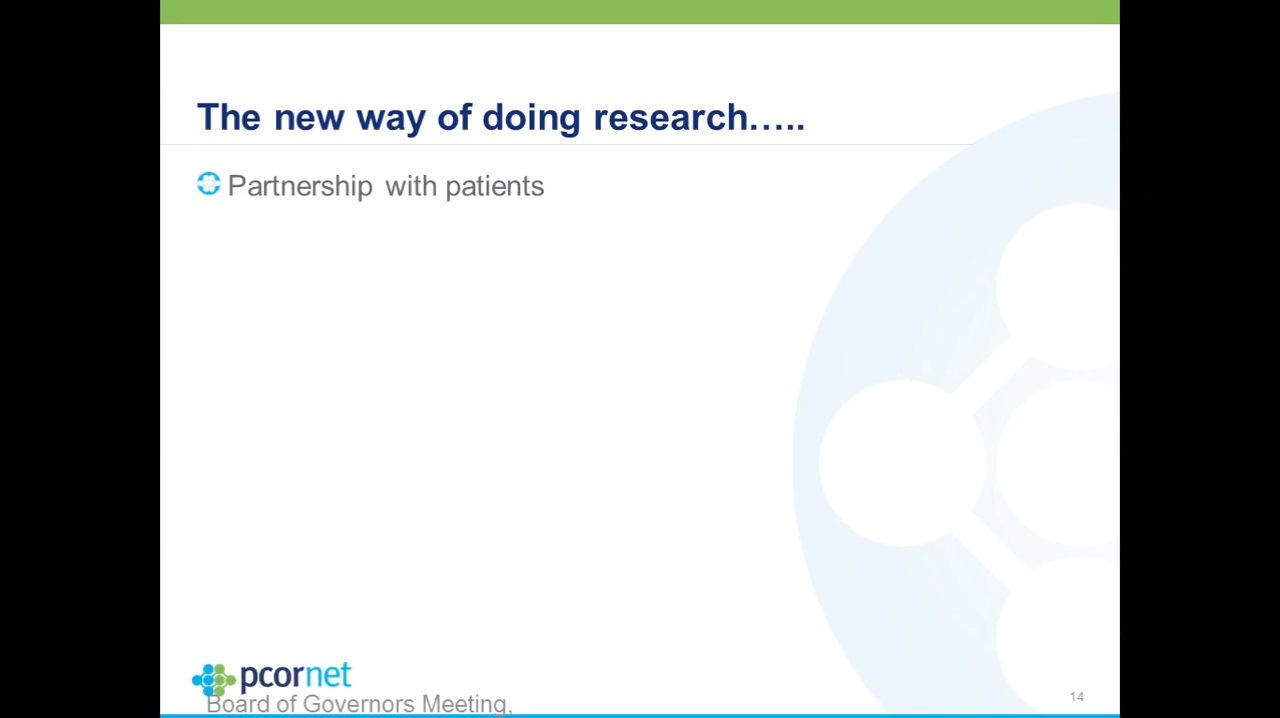 The new way of doing research…..
Partnership with patients
pcornet
Board of Governors Meeting,
14